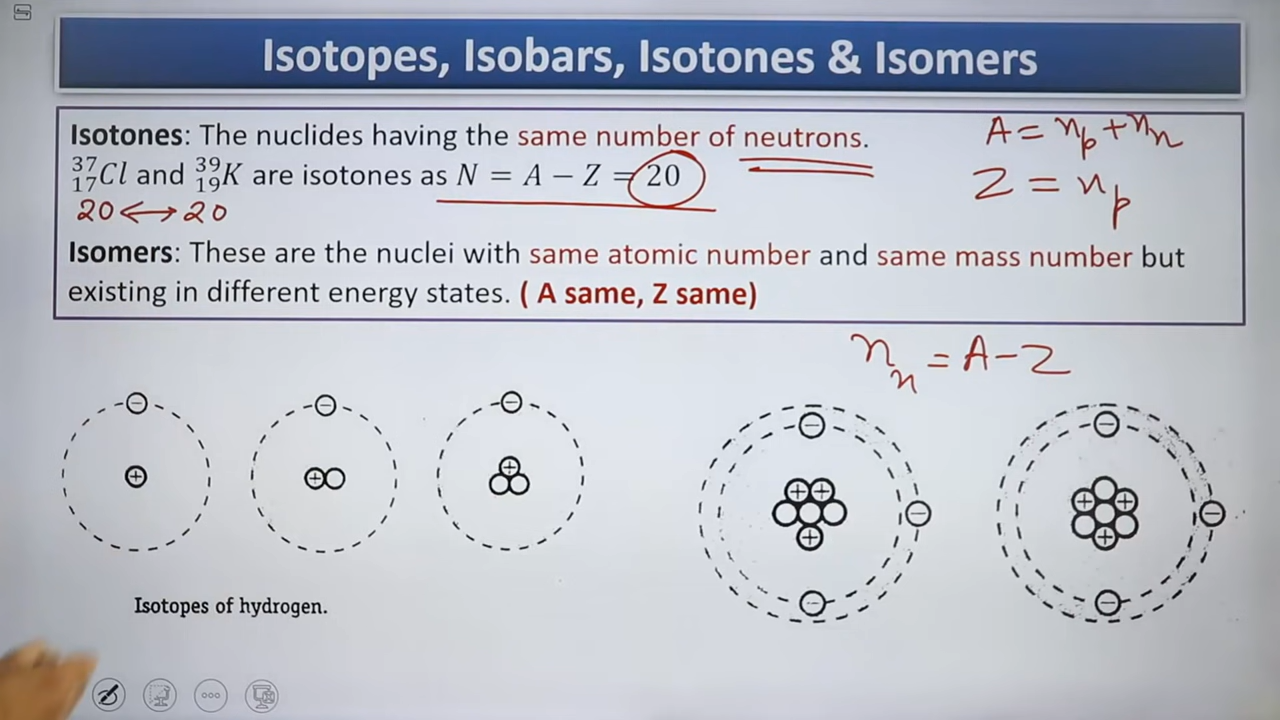 Isotopes, Isobars, Isotones & Isomers
Isotones: The nuclides having the same number of neutrons.
³⁷₁₇Cl and ³⁹₁₉K are isotones as N = A − Z = 20
20 ↔ 20
A = nₚ + nₙ
Z = nₚ
Isomers: These are the nuclei with same atomic number and same mass number but
existing in different energy states. ( A same, Z same)
nₙ = A − Z
Isotopes of hydrogen.